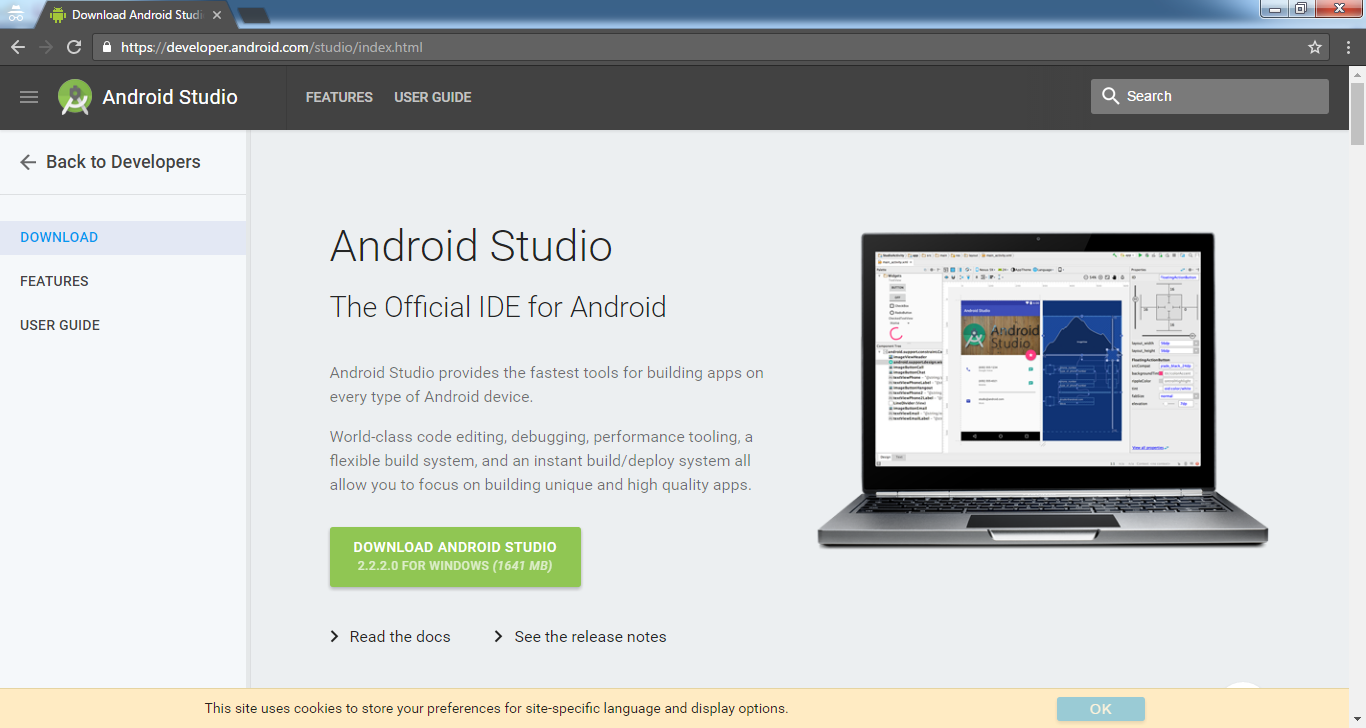 Download Android Studi
https://developer.android.com/studio/index.html
Android Studio
FEATURES
USER GUIDE
Search
Back to Developers
DOWNLOAD
FEATURES
USER GUIDE
Android Studio
The Official IDE for Android
Android Studio provides the fastest tools for building apps on
every type of Android device.
World-class code editing, debugging, performance tooling, a
flexible build system, and an instant build/deploy system all
allow you to focus on building unique and high quality apps.
DOWNLOAD ANDROID STUDIO
2.2.2.0 FOR WINDOWS (1641 MB)
Read the docs
See the release notes
Android Studio
Android
Studio
This site uses cookies to store your preferences for site-specific language and display options.
OK